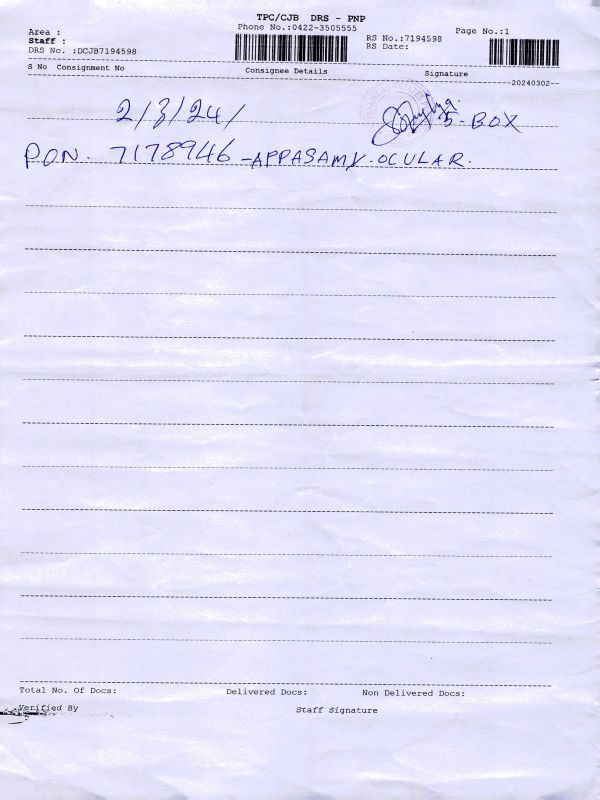 TPC/CJB DRS - PNP
Area : Phone No.:0422-3505555 Page No.:1
Staff : RS No.:7194598
DRS No. :DCJB7194598 RS Date:
S No Consignment No Consignee Details Signature
--20240302--
2/3/24/ 5-BOX
PON. 7178946-APPASAMY.OCULAR.
Total No. Of Docs: Delivered Docs: Non Delivered Docs:
Verified By Staff Signature